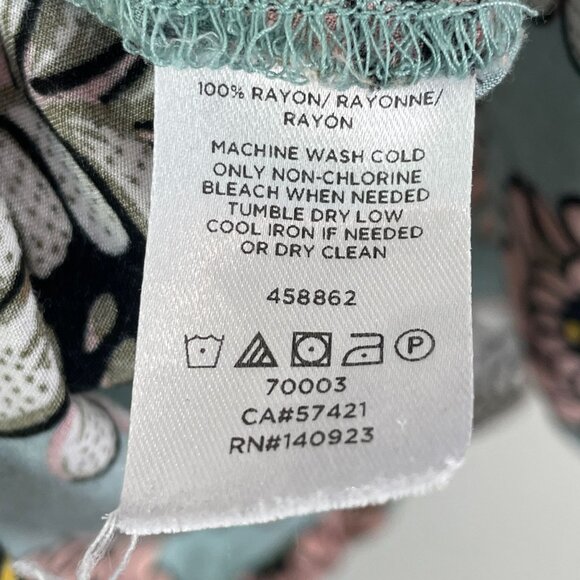 100% RAYON/ RAYONNE/
RAYÓN
MACHINE WASH COLD
ONLY NON-CHLORINE
BLEACH WHEN NEEDED
TUMBLE DRY LOW
COOL IRON IF NEEDED
OR DRY CLEAN
458862
P
70003
CA#57421
RN#140923